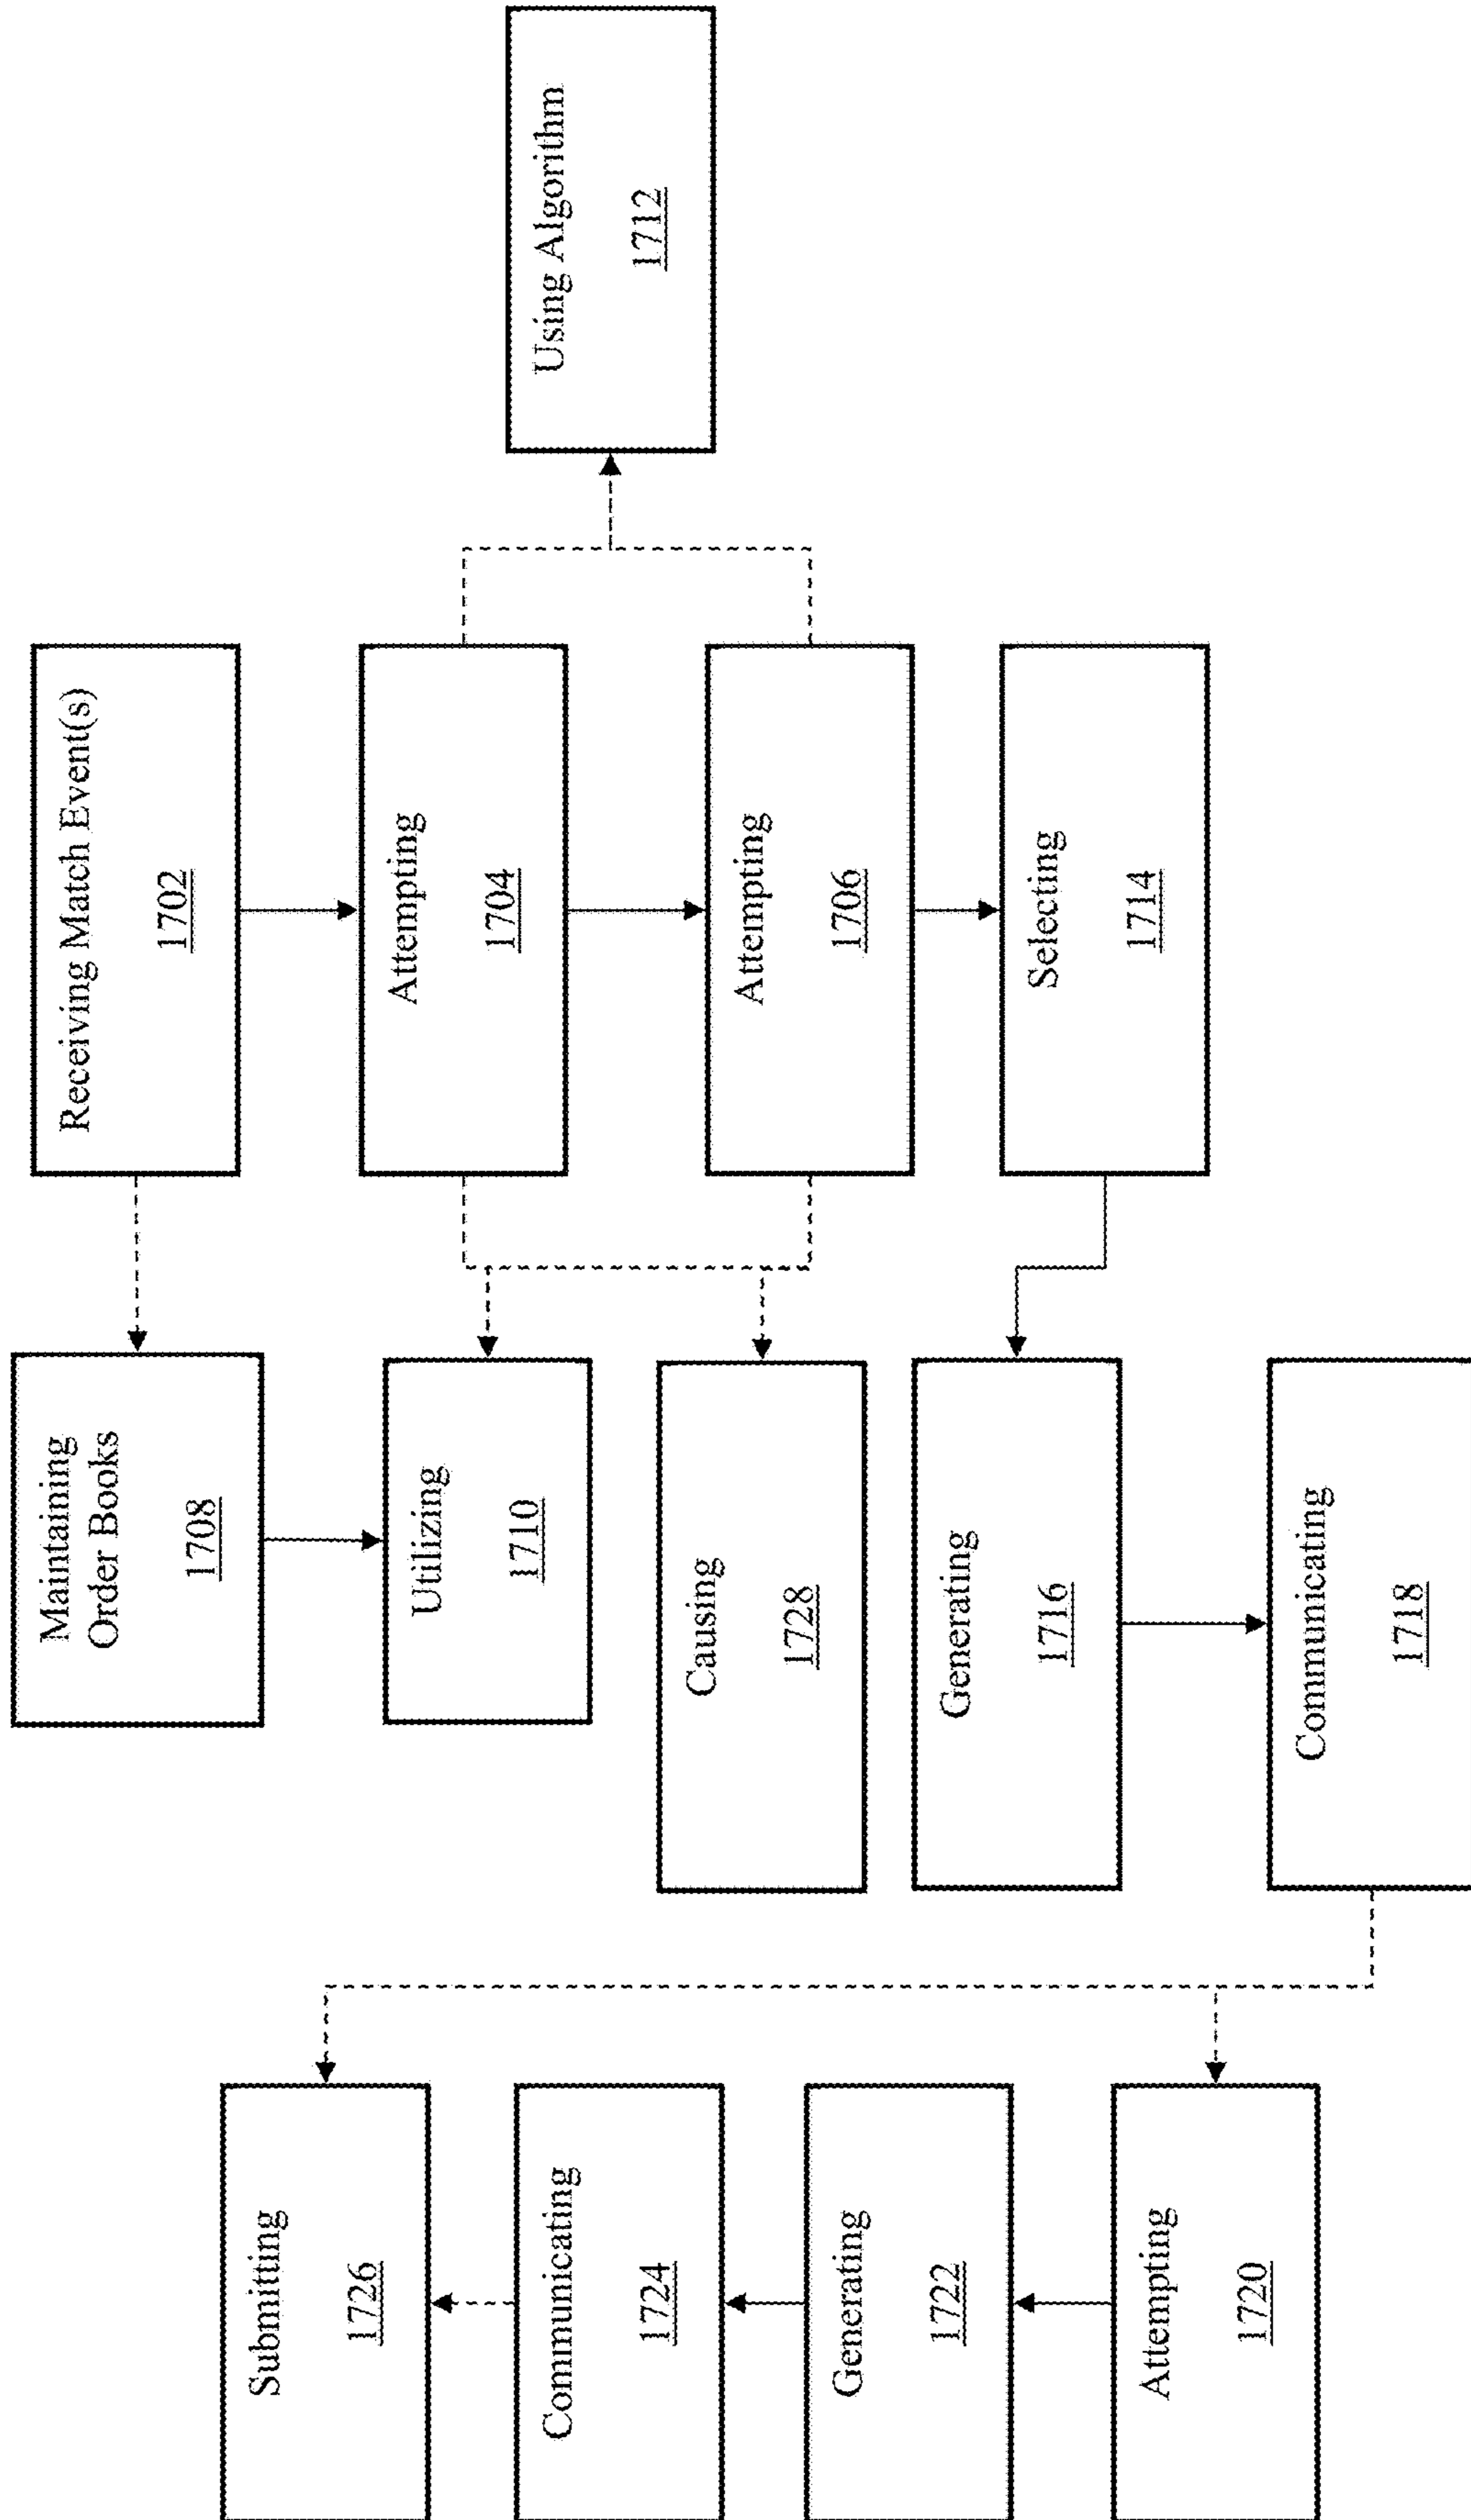 Receiving Match Event(s)
1702
Attempting
1704
Attempting
1706
Selecting
1714
Using Algorithm
1712
Maintaining
Order Books
1708
Utilizing
1710
Causing
1728
Generating
1716
Communicating
1718
Submitting
1726
Communicating
1724
Generating
1722
Attempting
1720